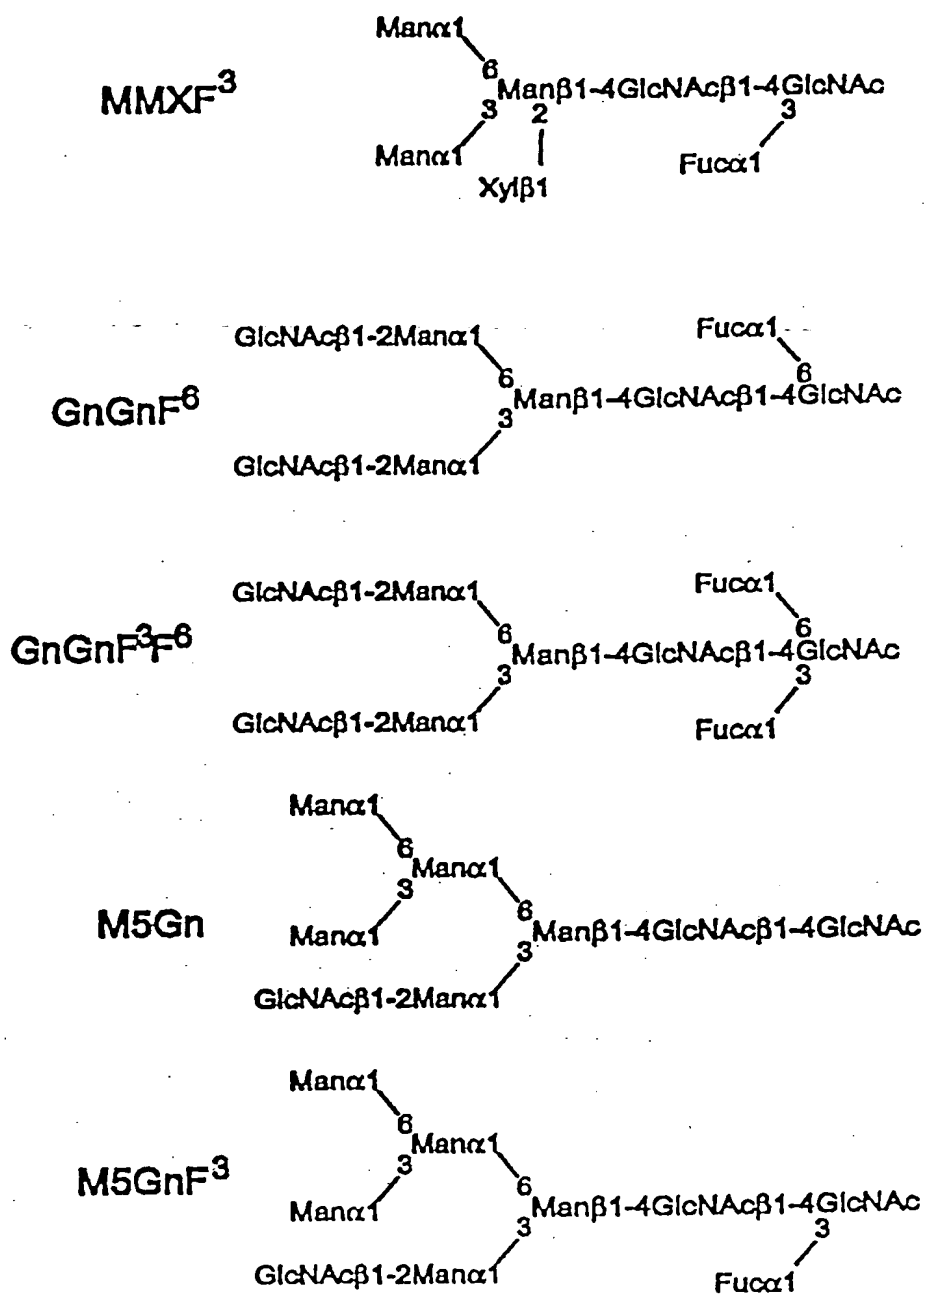 Manα1
6
MMXF³ Manβ1-4GlcNAcβ1-4GlcNAc
3 2 3
Manα1 Fucα1
Xylβ1
GlcNAcβ1-2Manα1 Fucα1
6 6
GnGnF⁶ Manβ1-4GlcNAcβ1-4GlcNAc
3
GlcNAcβ1-2Manα1
GlcNAcβ1-2Manα1 Fucα1
6 6
GnGnF³F⁶ Manβ1-4GlcNAcβ1-4GlcNAc
3 3
GlcNAcβ1-2Manα1 Fucα1
Manα1
6
Manα1
3
M5Gn 6
Manα1 Manβ1-4GlcNAcβ1-4GlcNAc
3
GlcNAcβ1-2Manα1
Manα1
6
Manα1
3
M5GnF³ 6
Manα1 Manβ1-4GlcNAcβ1-4GlcNAc
3 3
GlcNAcβ1-2Manα1 Fucα1